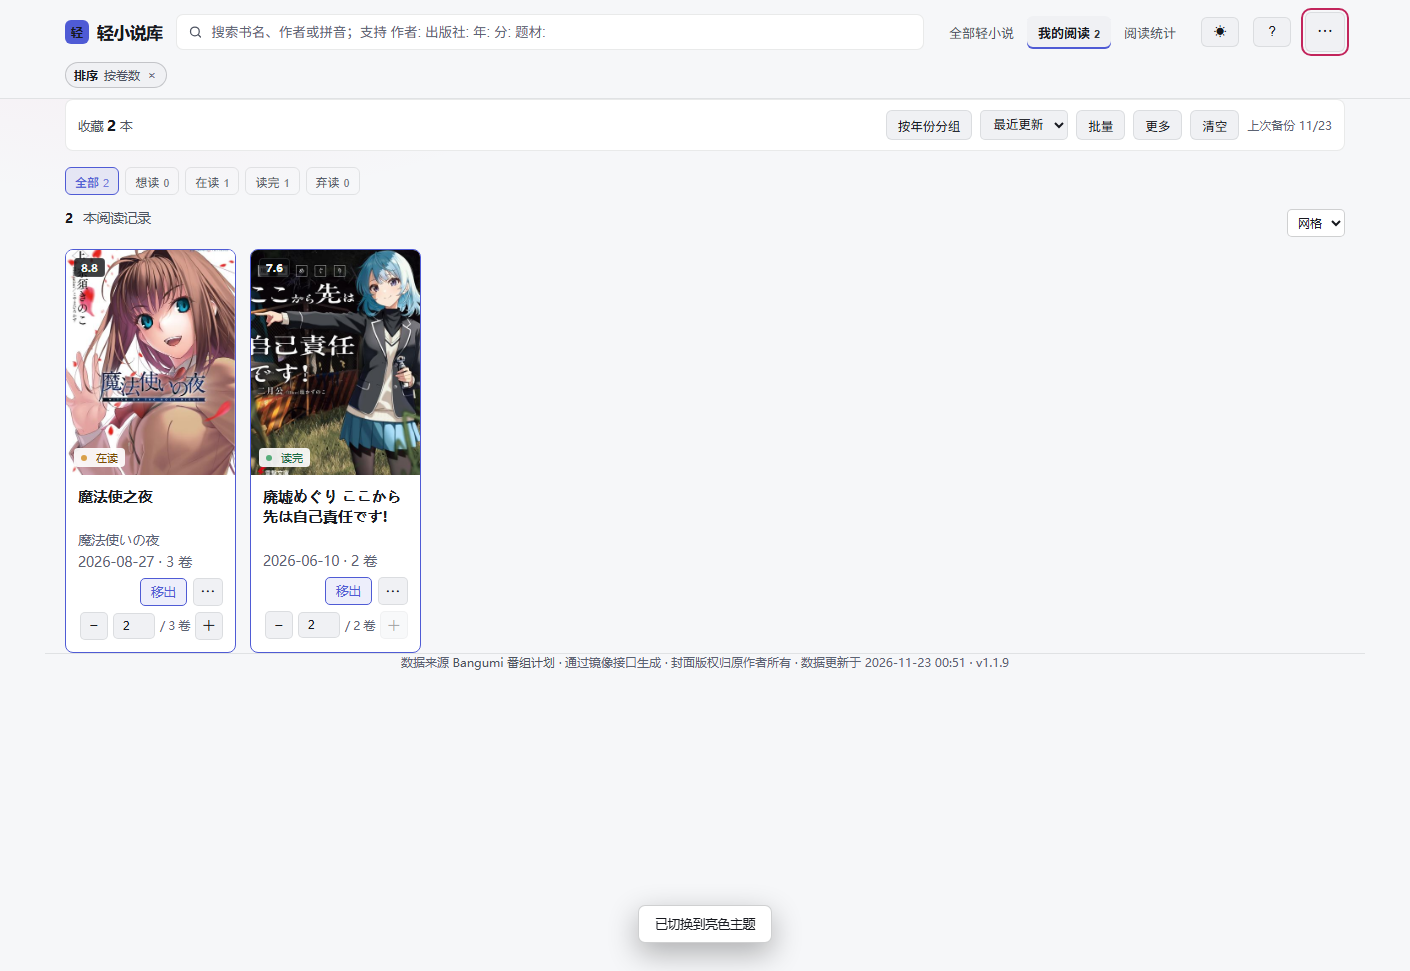 轻 轻小说库
搜索书名、作者或拼音；支持 作者: 出版社: 年: 分: 题材:
全部轻小说 我的阅读 2 阅读统计 ? ···
排序 按卷数 ×
收藏 2 本
按年份分组 最近更新 批量 更多 清空 上次备份 11/23
全部 2 想读 0 在读 1 读完 1 弃读 0
2 本阅读记录
网格
8.8
須きのこ
魔法使いの夜
在读
魔法使之夜
魔法使いの夜
2026-08-27 · 3 卷
移出 ···
− 2 / 3 卷 +
7.6
めぐり
ここから先は
自己責任
です!
二月公
读完
廃墟めぐり ここから
先は自己責任です!
2026-06-10 · 2 卷
移出 ···
− 2 / 2 卷 +
数据来源 Bangumi 番组计划 · 通过镜像接口生成 · 封面版权归原作者所有 · 数据更新于 2026-11-23 00:51 · v1.1.9
已切换到亮色主题